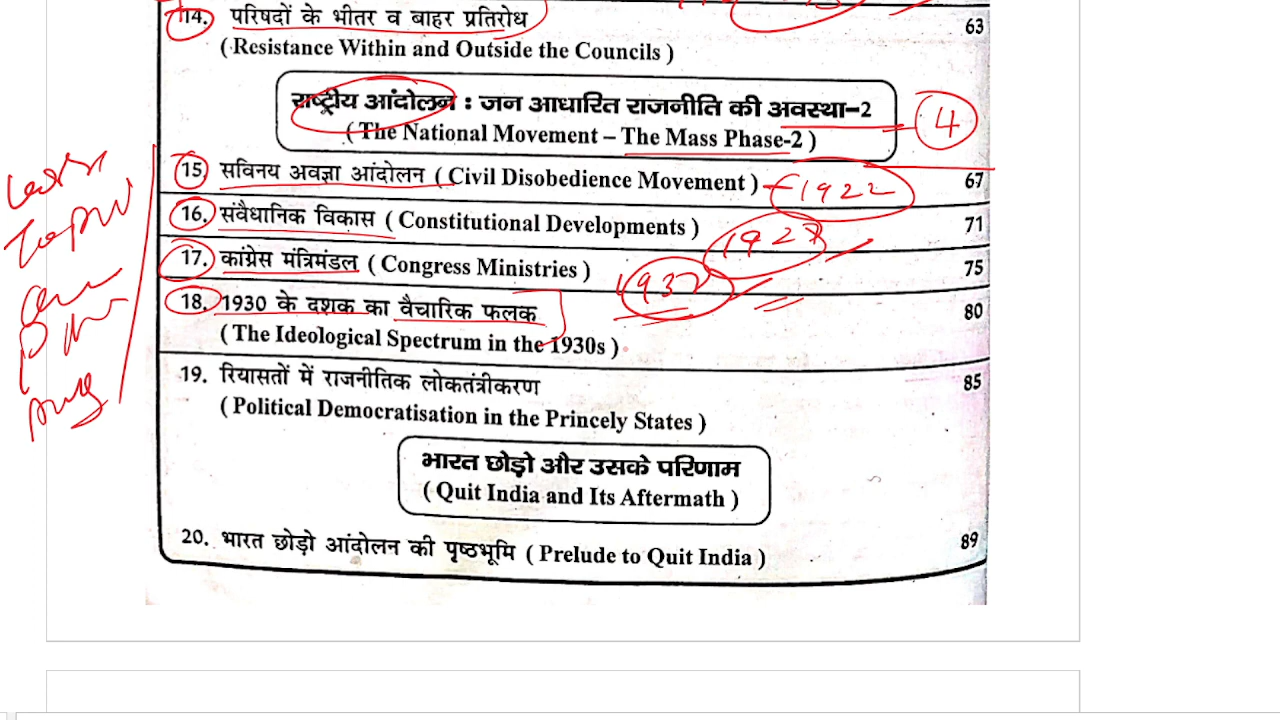 14. परिषदों के भीतर व बाहर प्रतिरोध 63
( Resistance Within and Outside the Councils )
राष्ट्रीय आंदोलन : जन आधारित राजनीति की अवस्था-2
( The National Movement – The Mass Phase-2 ) 4
15. सविनय अवज्ञा आंदोलन ( Civil Disobedience Movement ) 1922 67
16. संवैधानिक विकास ( Constitutional Developments ) 1927 71
17. कांग्रेस मंत्रिमंडल ( Congress Ministries ) 1937 75
18. 1930 के दशक का वैचारिक फलक 80
( The Ideological Spectrum in the 1930s )
19. रियासतों में राजनीतिक लोकतंत्रीकरण 85
( Political Democratisation in the Princely States )
भारत छोड़ो और उसके परिणाम
( Quit India and Its Aftermath )
20. भारत छोड़ो आंदोलन की पृष्ठभूमि ( Prelude to Quit India ) 89